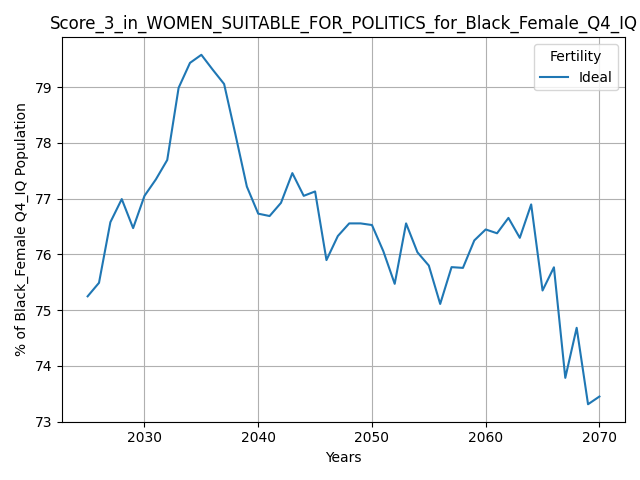 Score_3_in_WOMEN_SUITABLE_FOR_POLITICS_for_Black_Female_Q4_IQ
Fertility
Ideal
% of Black_Female Q4_IQ Population
79
78
77
76
75
74
73
2030 2040 2050 2060 2070
Years